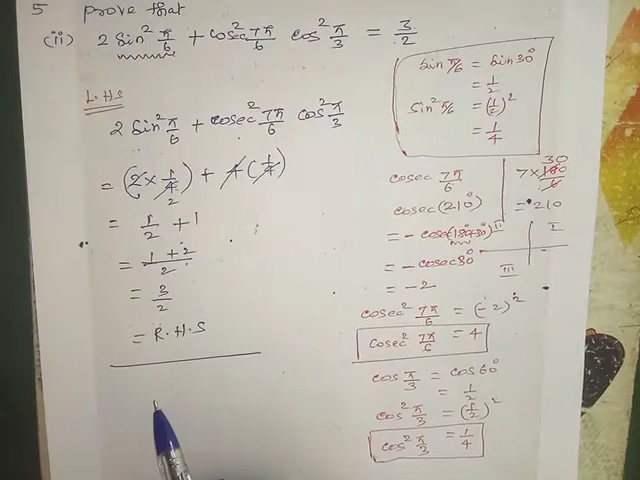 5 prove that
(ii) 2 sin² π/6 + cosec² 7π/6 cos² π/3 = 3/2
L.H.S
2 sin² π/6 + cosec² 7π/6 cos² π/3
= (2 × 1/4) + 4 (1/4)
2
= 1/2 + 1
= 1+2/2
= 3/2
= R.H.S
sin π/6 = sin 30°
= 1/2
sin² π/6 = (1/2)²
= 1/4
cosec 7π/6
cosec (210°)
= - cosec (180°+30°)
= - cosec 30°
= -2
30
7 × 180/6
= 210
II I
III
cosec² 7π/6 = (-2)²
cosec² 7π/6 = 4
cos π/3 = cos 60°
= 1/2
cos² π/3 = (1/2)²
cos² π/3 = 1/4